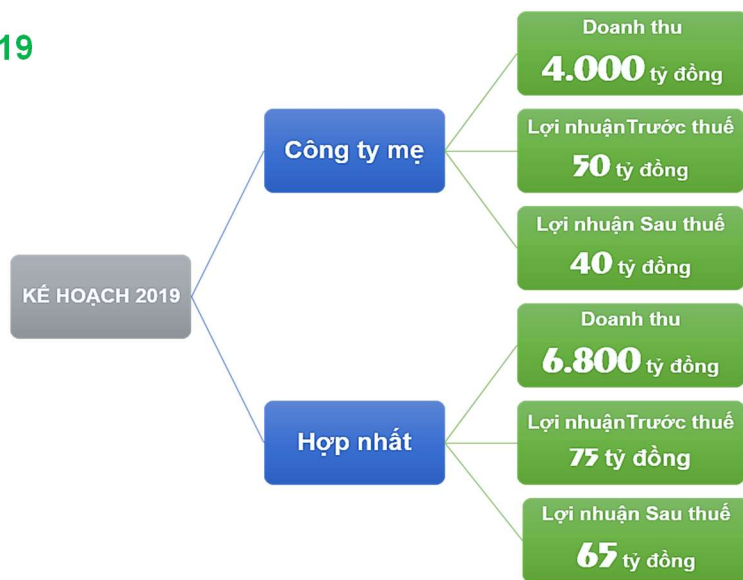 19
Doanh thu
4.000 tỷ đồng
Công ty mẹ
Lợi nhuận Trước thuế
50 tỷ đồng
Lợi nhuận Sau thuế
40 tỷ đồng
KẾ HOẠCH 2019
Doanh thu
6.800 tỷ đồng
Hợp nhất
Lợi nhuận Trước thuế
75 tỷ đồng
Lợi nhuận Sau thuế
65 tỷ đồng